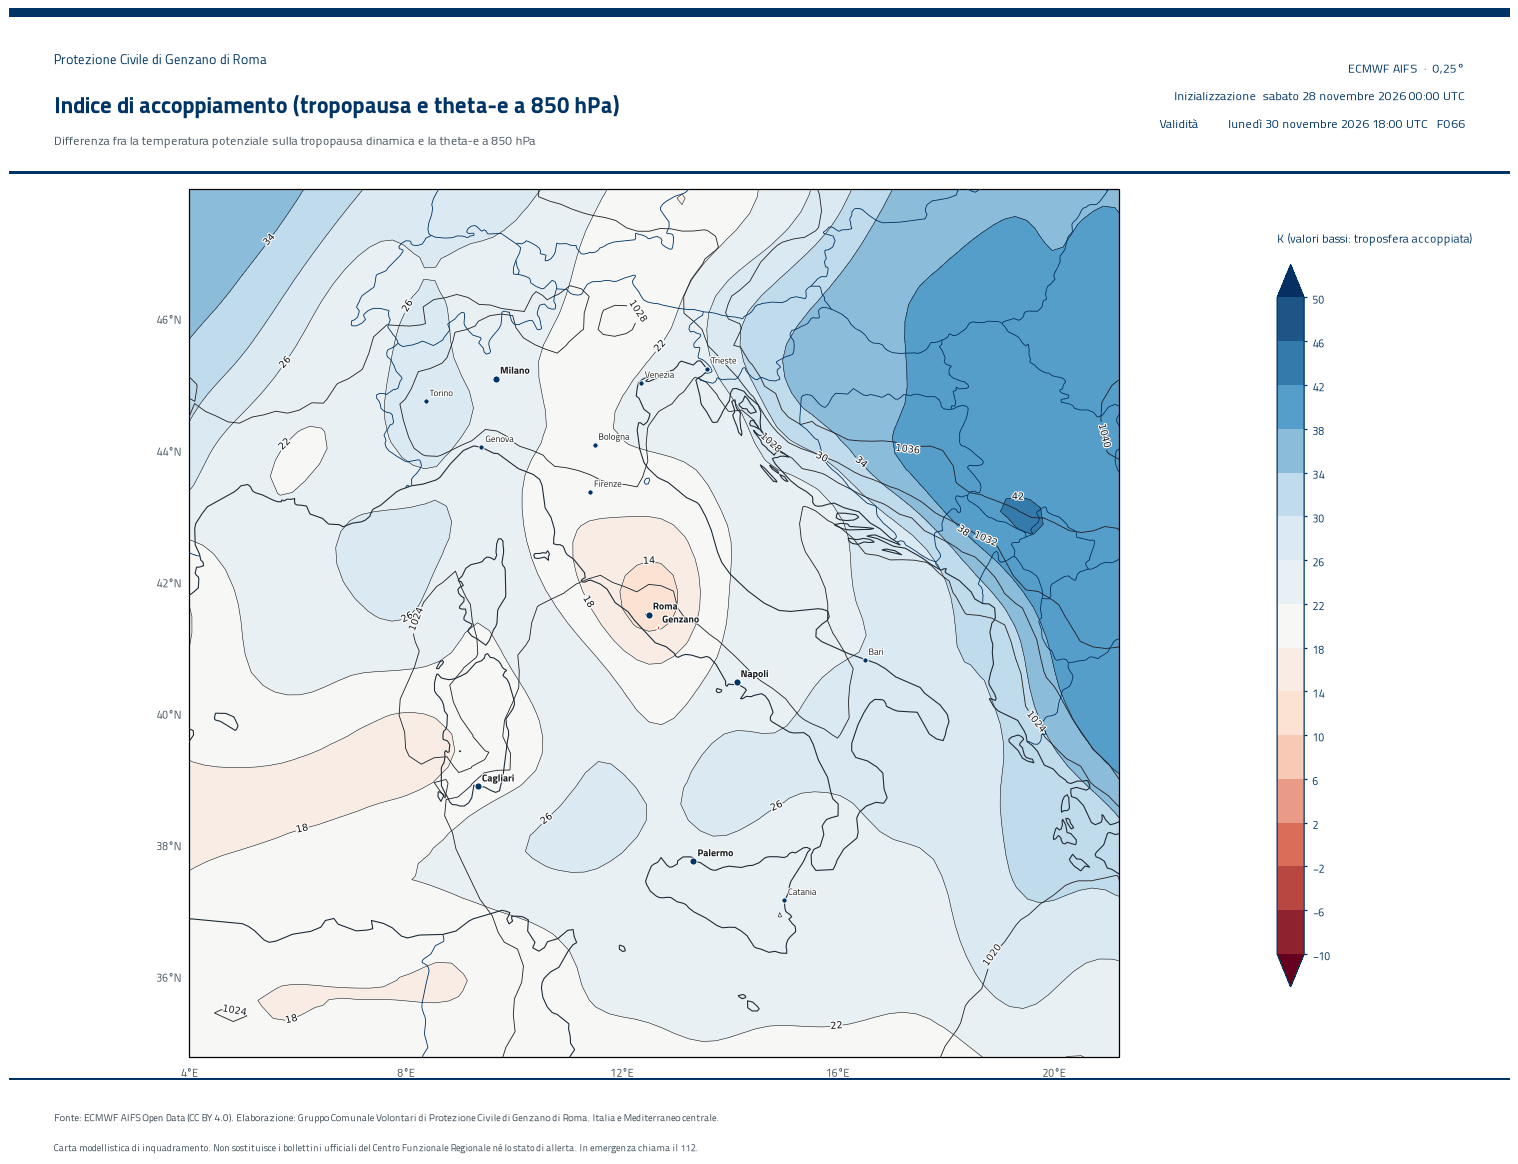 Protezione Civile di Genzano di Roma
Indice di accoppiamento (tropopausa e theta-e a 850 hPa)
Differenza fra la temperatura potenziale sulla tropopausa dinamica e la theta-e a 850 hPa
ECMWF AIFS · 0,25°
Inizializzazione sabato 28 novembre 2026 00:00 UTC
Validità lunedì 30 novembre 2026 18:00 UTC F066
K (valori bassi: troposfera accoppiata)
50
46
42
38
34
30
26
22
18
14
10
6
2
−2
−6
−10
46°N
44°N
42°N
40°N
38°N
36°N
4°E
8°E
12°E
16°E
20°E
34
26
26
1028
22
Trieste
Venezia
Milano
Torino
22
Genova
Bologna
Firenze
1028
30
34
1036
1040
42
38
1032
14
18
Roma
Genzano
26
1024
Bari
Napoli
1024
Cagliari
18
26
26
Palermo
Catania
1020
1024
18
22
Fonte: ECMWF AIFS Open Data (CC BY 4.0). Elaborazione: Gruppo Comunale Volontari di Protezione Civile di Genzano di Roma. Italia e Mediterraneo centrale.
Carta modellistica di inquadramento. Non sostituisce i bollettini ufficiali del Centro Funzionale Regionale né lo stato di allerta. In emergenza chiama il 112.